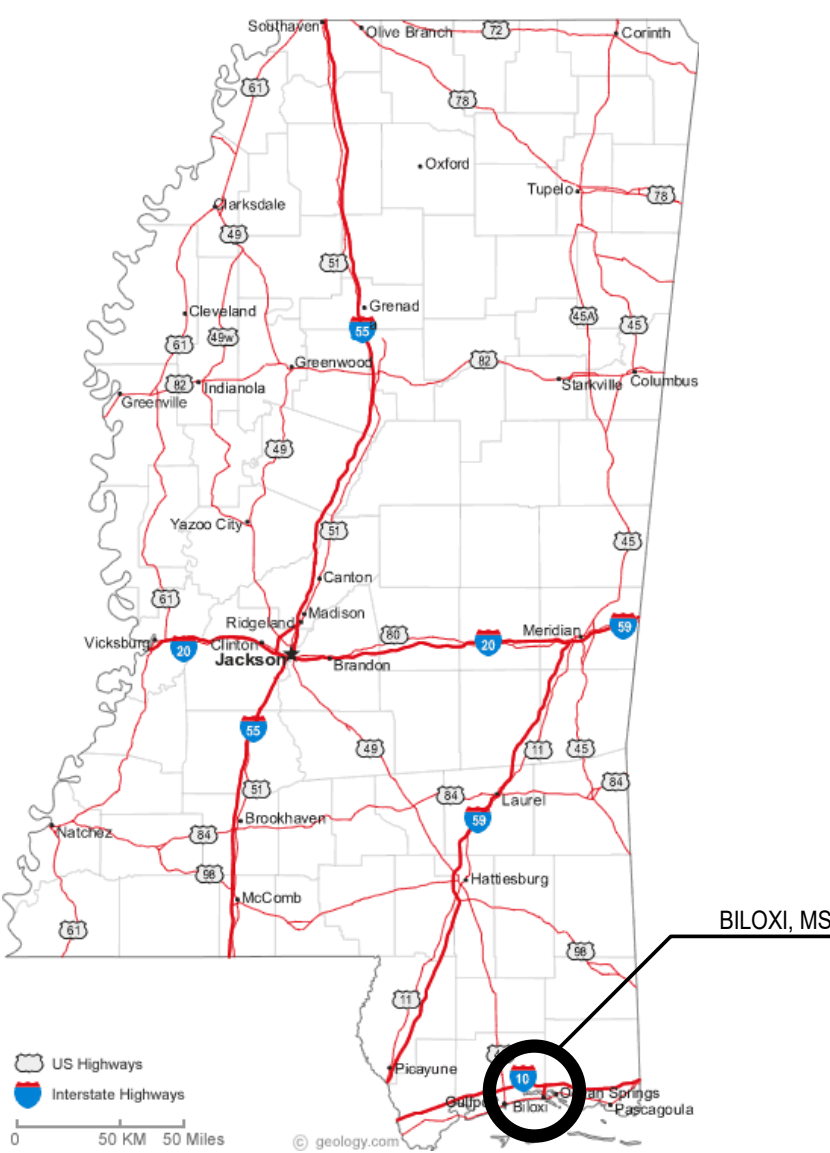 Southaven
Olive Branch
72
Corinth
61
78
Oxford
Tupelo
78
Clarksdale
49
51
Cleveland
Grenad
a
55
45A
45
61
49w
Greenwood
82
82
Indianola
Starkville
Columbus
Greenville
49
Yazoo City
51
45
Canton
61
Madison
Ridgeland
Vicksburg
20
Clinton
80
20
Meridian
59
Jackson
Brandon
55
49
11
45
51
84
84
Laurel
Brookhaven
59
Natchez
84
98
Hattiesburg
McComb
61
BILOXI, MS
98
11
US Highways
Picayune
10
Interstate Highways
Springs
Biloxi
Pascagoula
0
50 KM
50 Miles
© geology.com